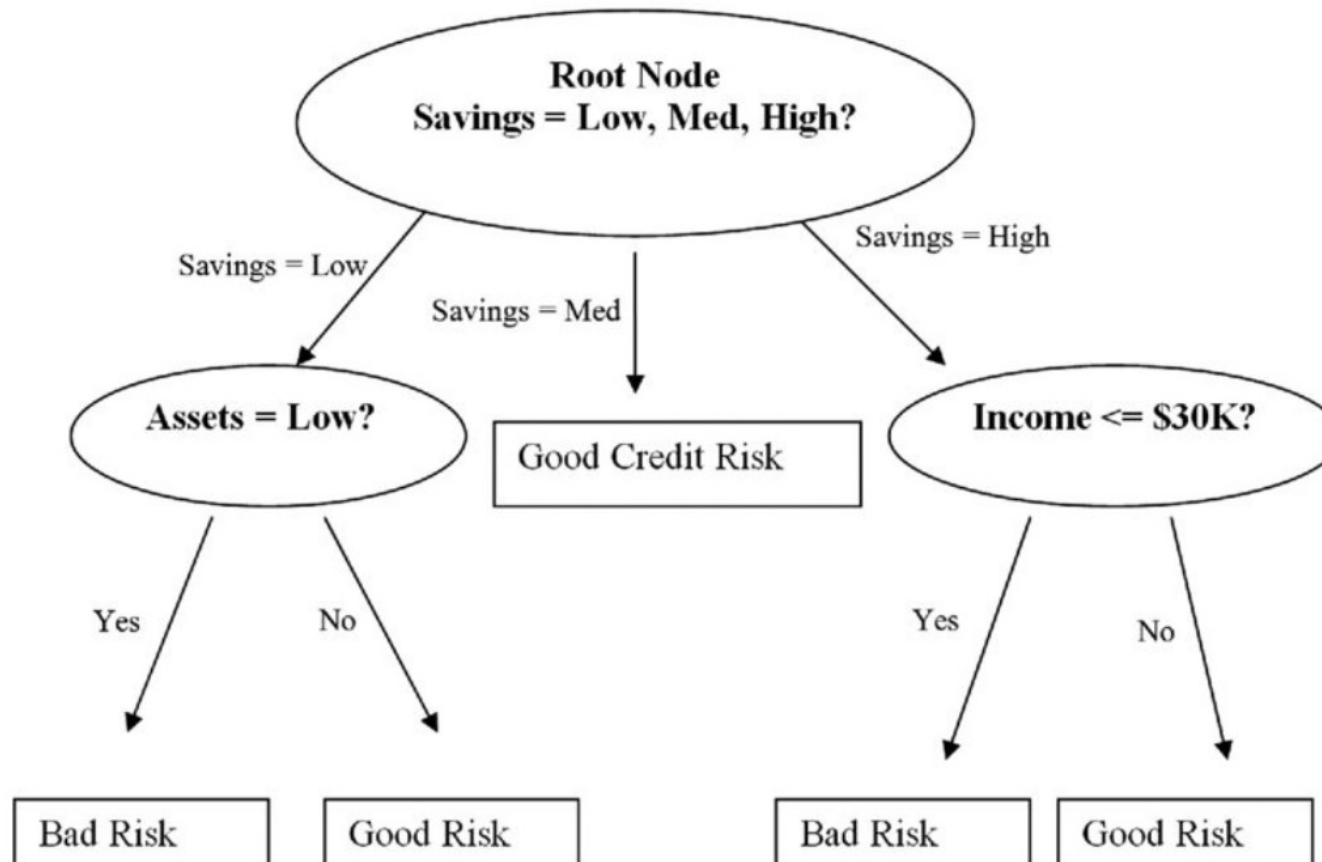 Root Node
Savings = Low, Med, High?
Savings = Low
Savings = Med
Savings = High
Assets = Low?
Good Credit Risk
Income <= $30K?
Yes
No
Yes
No
Bad Risk
Good Risk
Bad Risk
Good Risk